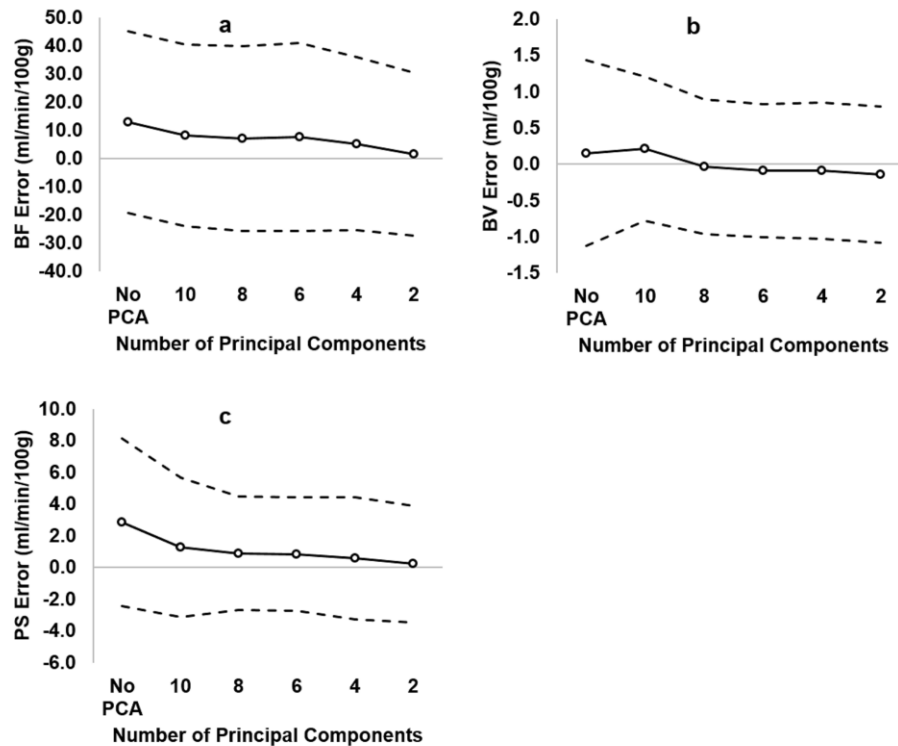 a
BF Error (ml/min/100g)
50.0
40.0
30.0
20.0
10.0
0.0
-10.0
-20.0
-30.0
-40.0
No PCA 10 8 6 4 2
Number of Principal Components
b
BV Error (ml/100g)
2.0
1.5
1.0
0.5
0.0
-0.5
-1.0
-1.5
No PCA 10 8 6 4 2
Number of Principal Components
c
PS Error (ml/min/100g)
10.0
8.0
6.0
4.0
2.0
0.0
-2.0
-4.0
-6.0
No PCA 10 8 6 4 2
Number of Principal Components